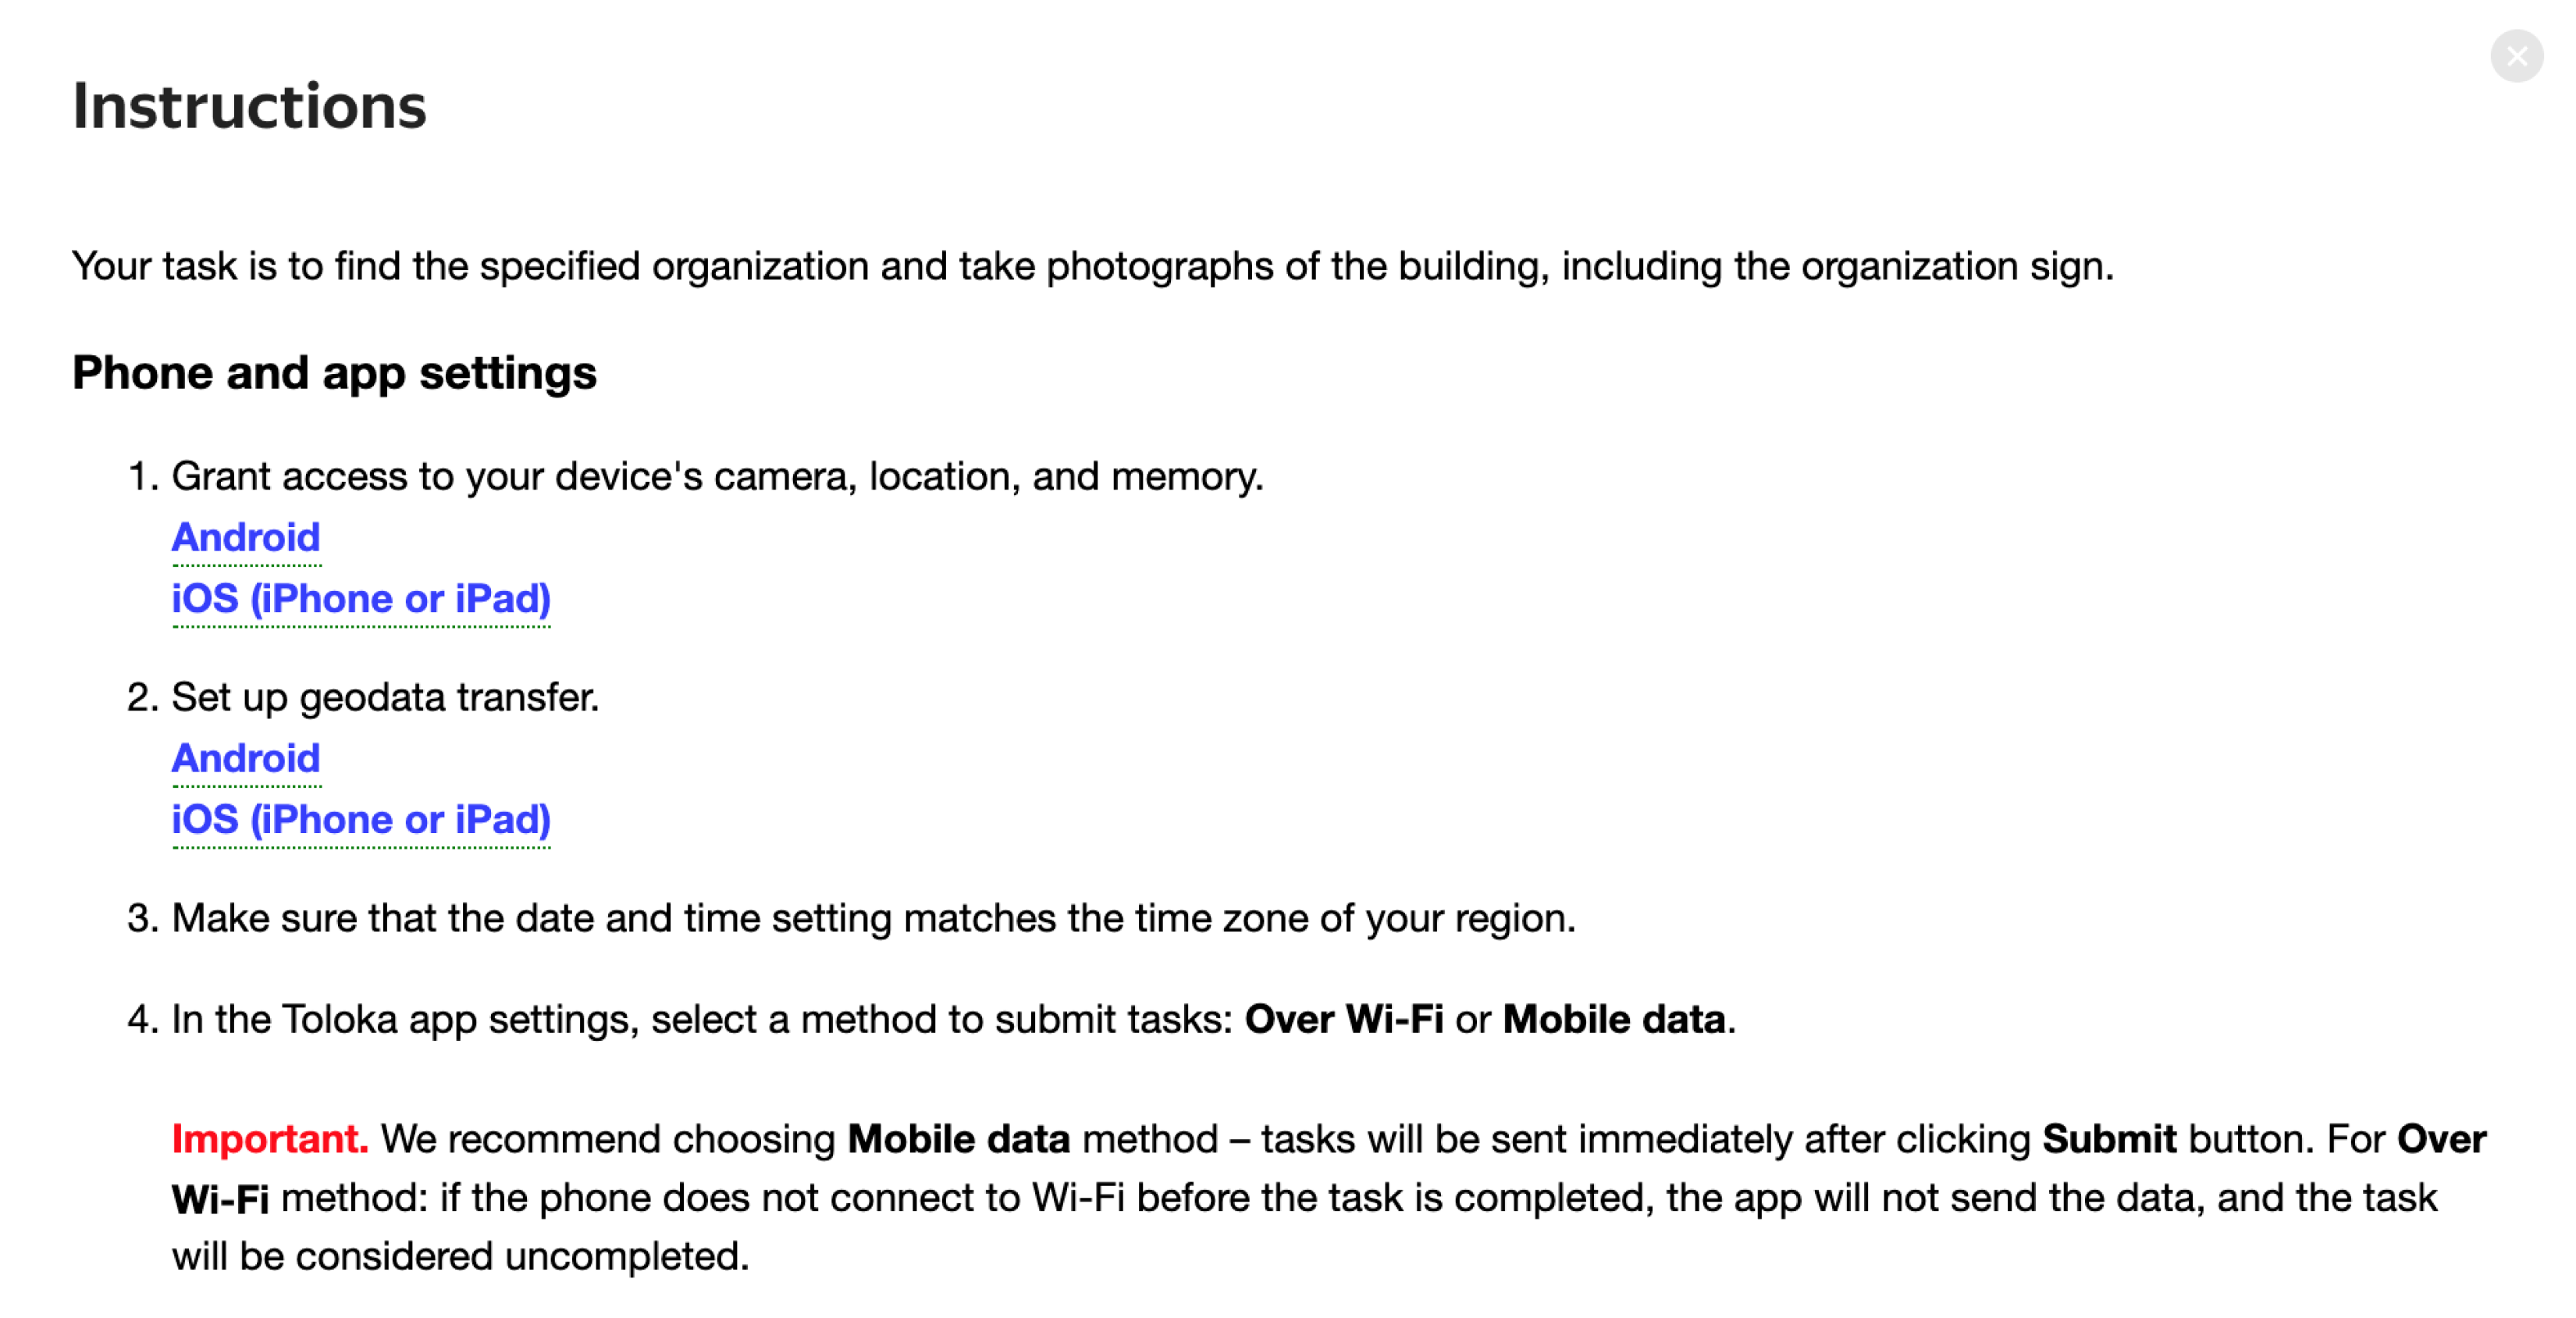 Instructions
Your task is to find the specified organization and take photographs of the building, including the organization sign.
Phone and app settings
1. Grant access to your device's camera, location, and memory.
Android
iOS (iPhone or iPad)
2. Set up geodata transfer.
Android
iOS (iPhone or iPad)
3. Make sure that the date and time setting matches the time zone of your region.
4. In the Toloka app settings, select a method to submit tasks: Over Wi-Fi or Mobile data.
Important. We recommend choosing Mobile data method – tasks will be sent immediately after clicking Submit button. For Over
Wi-Fi method: if the phone does not connect to Wi-Fi before the task is completed, the app will not send the data, and the task
will be considered uncompleted.